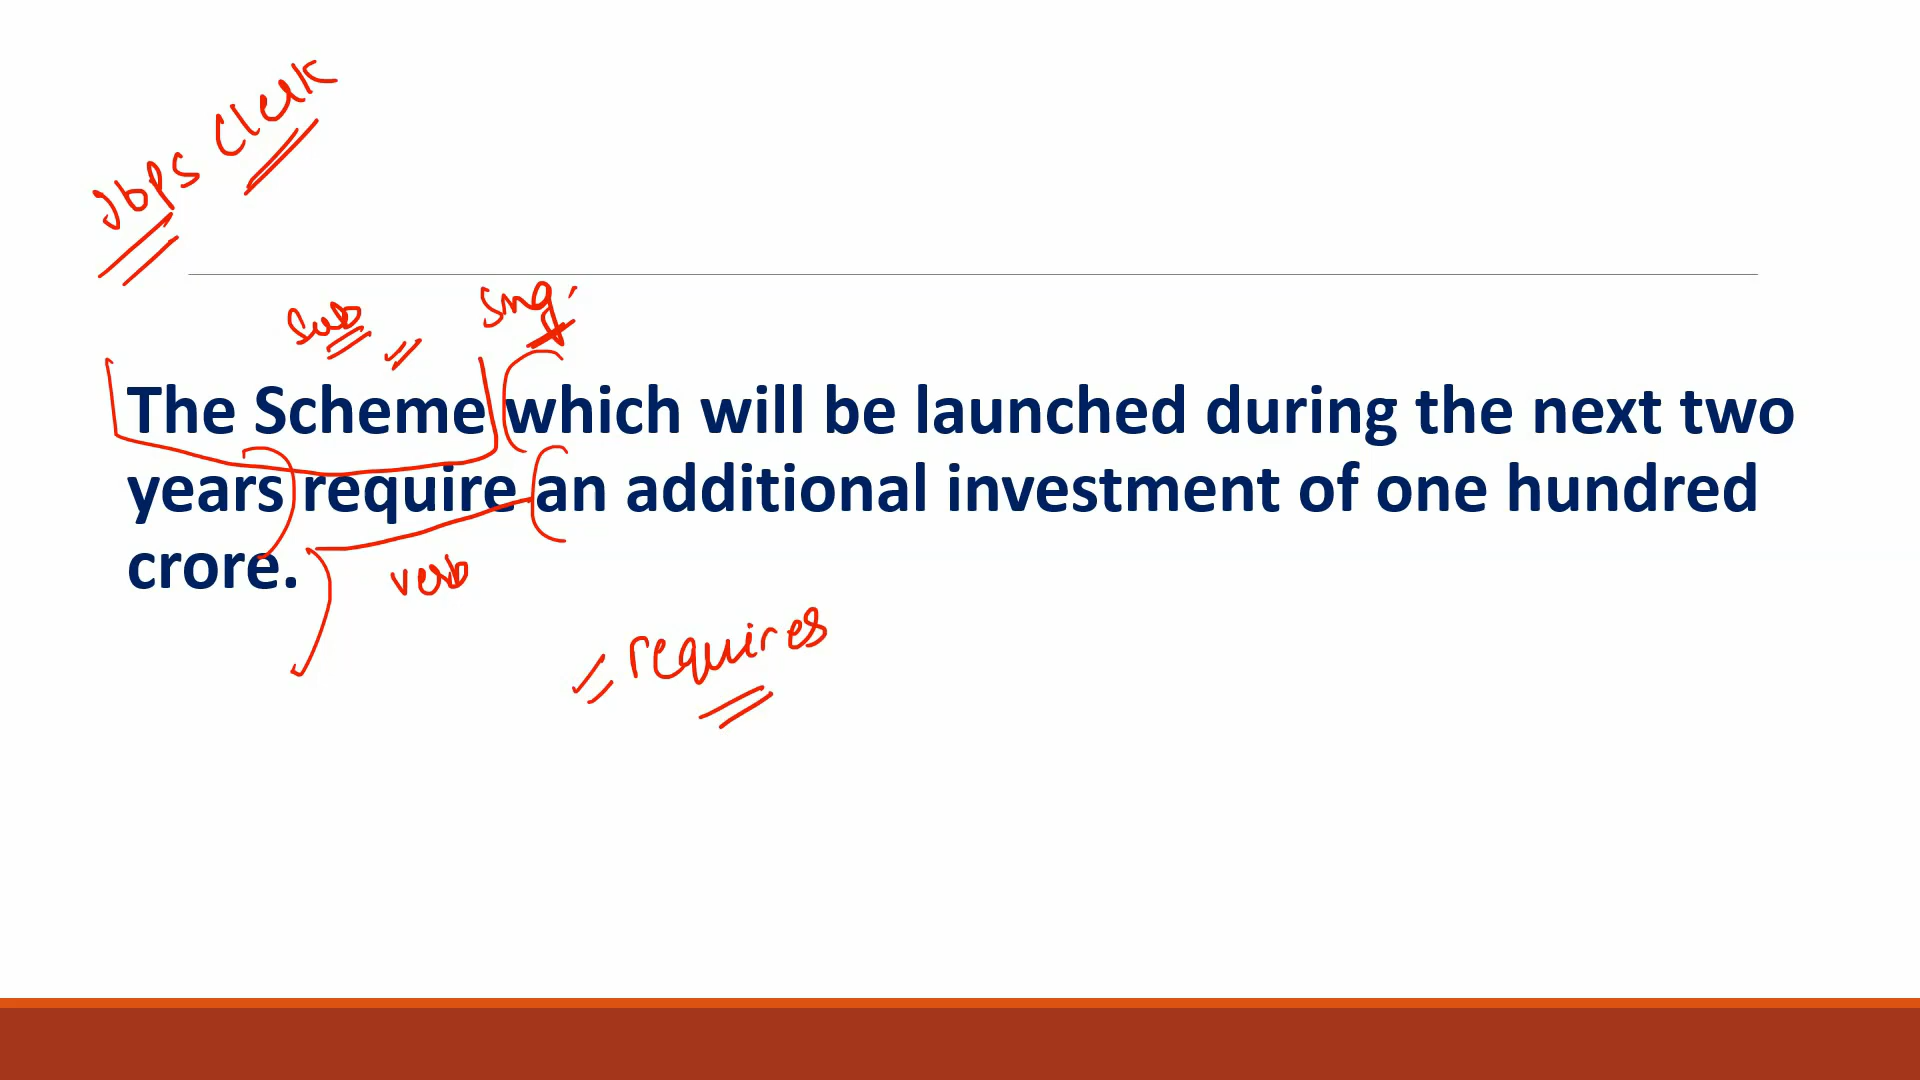 Ibps Clerk
Sub
Sing.
The Scheme which will be launched during the next two
years require an additional investment of one hundred
crore.
verb
= requires